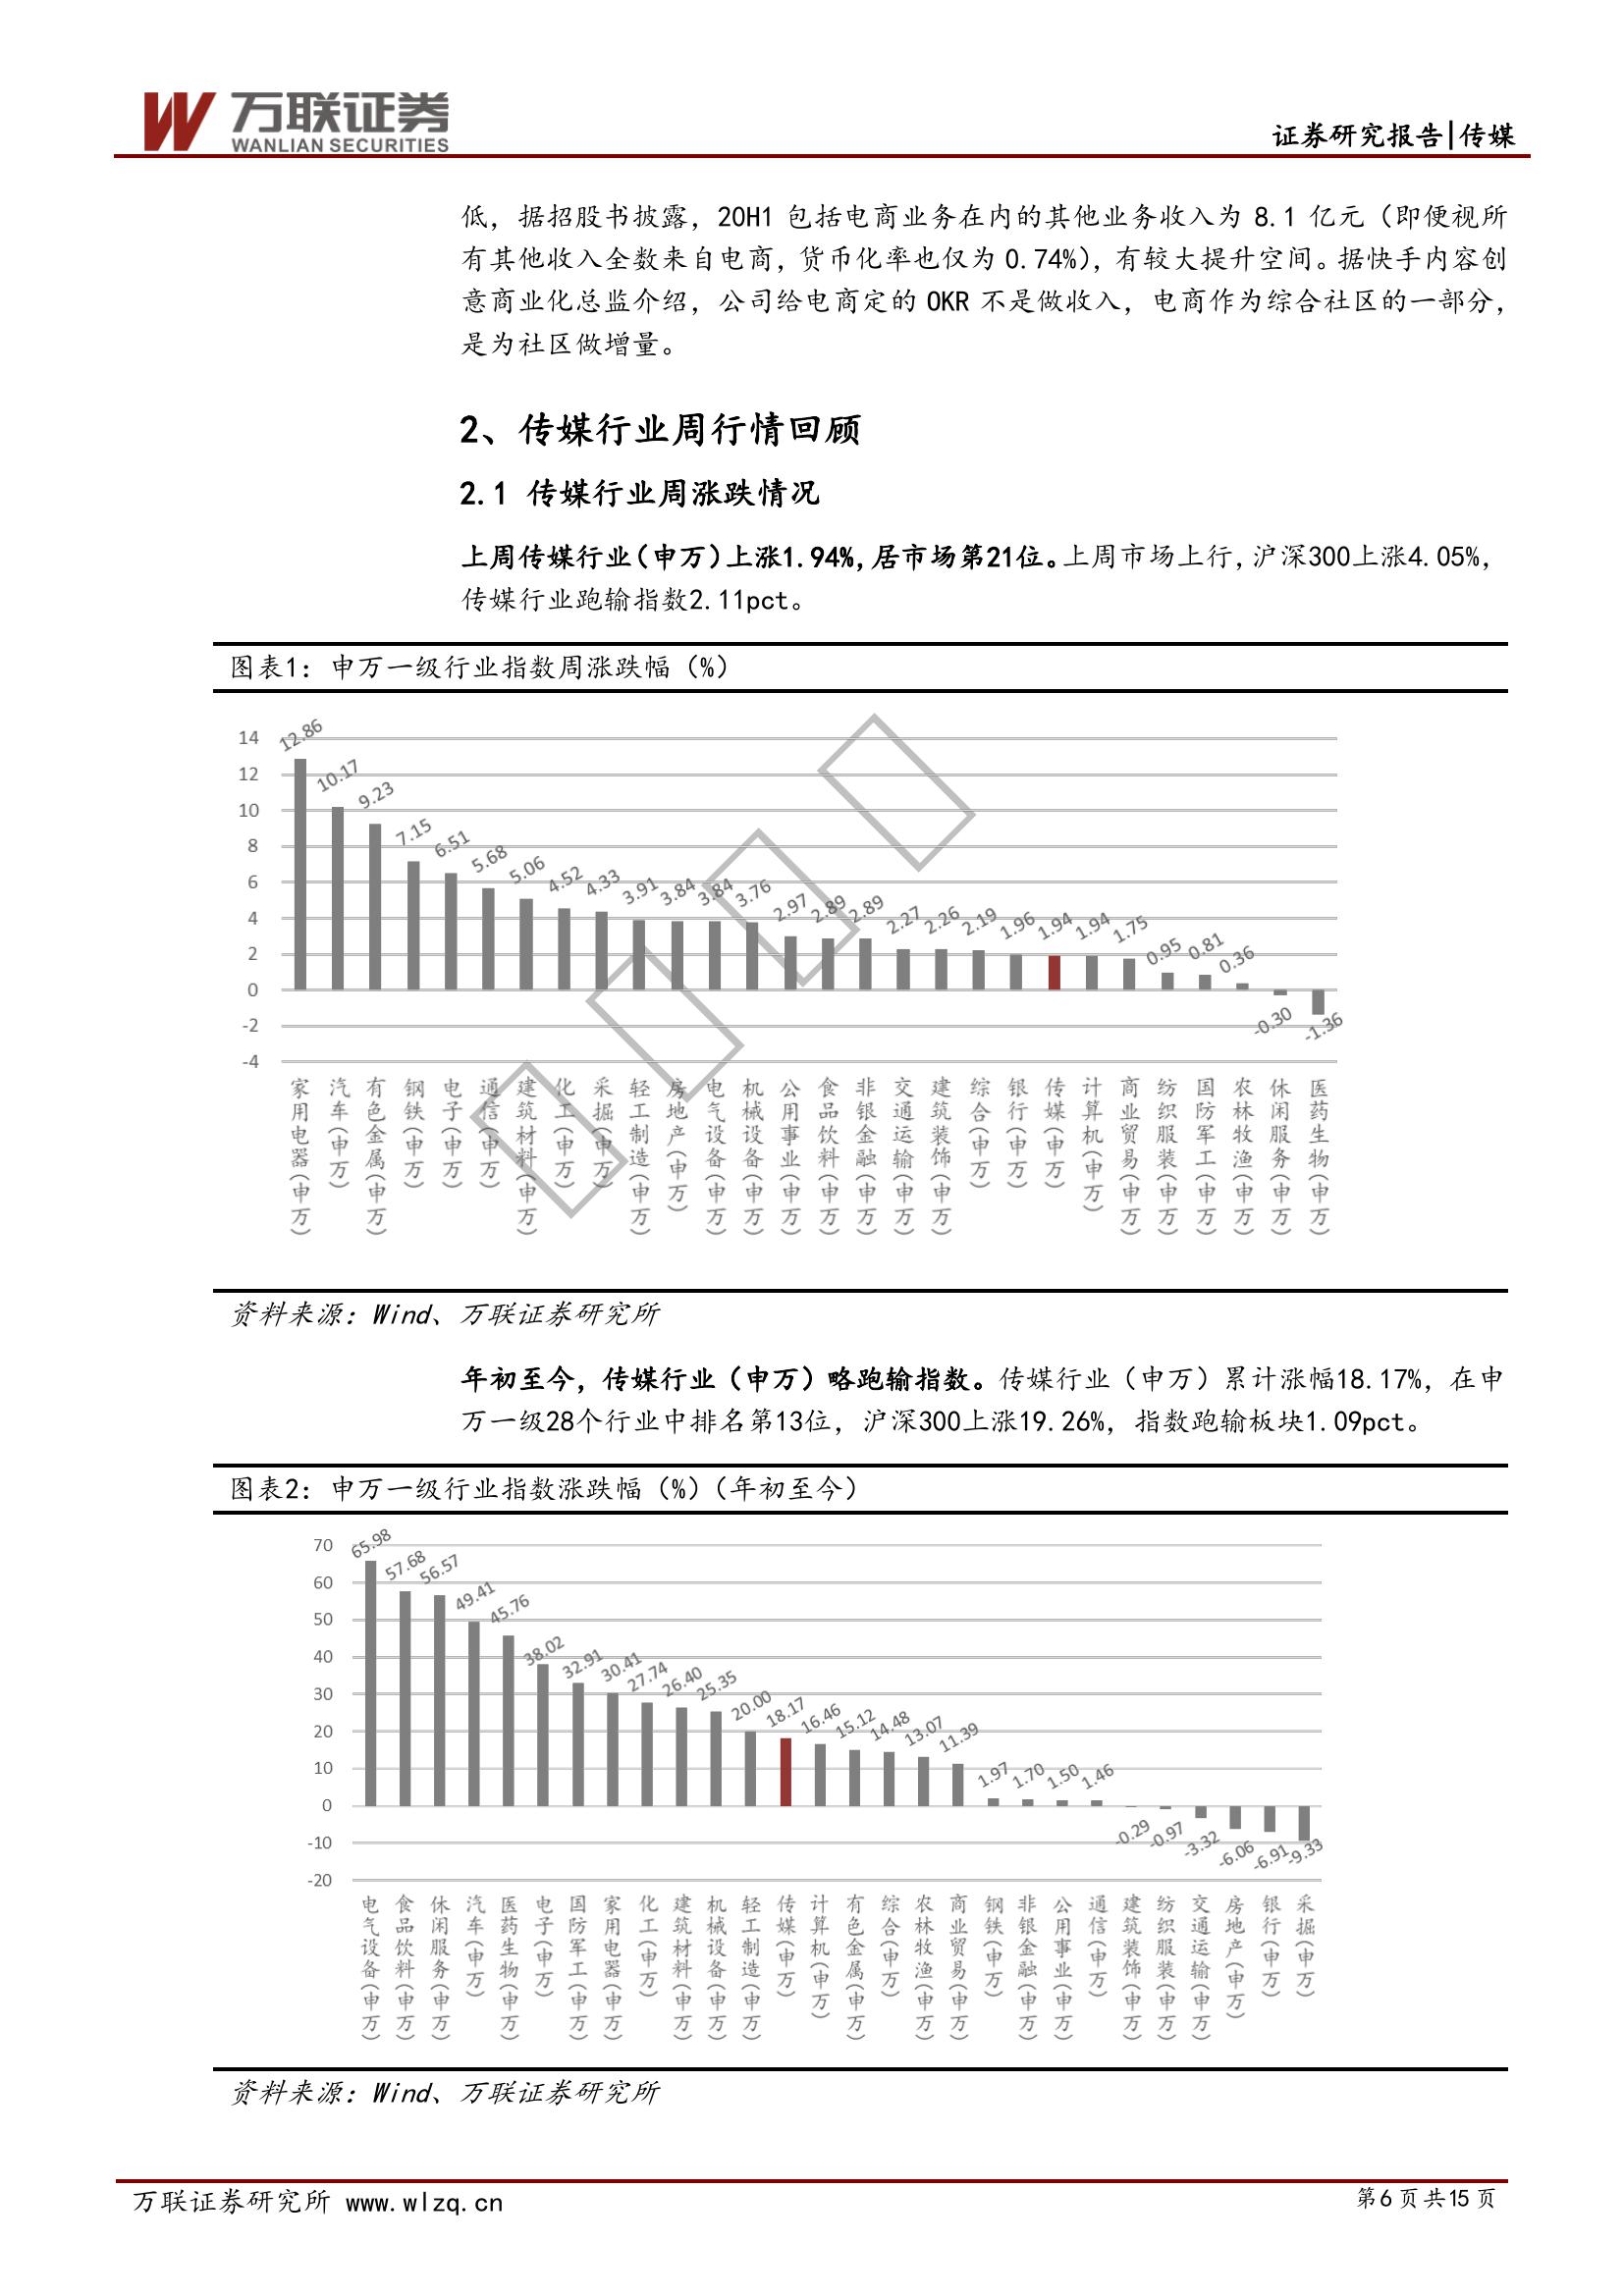 万联证券
WANLIAN SECURITIES
证券研究报告|传媒
低，据招股书披露，20H1 包括电商业务在内的其他业务收入为 8.1 亿元（即便视所
有其他收入全数来自电商，货币化率也仅为 0.74%），有较大提升空间。据快手内容创
意商业化总监介绍，公司给电商定的 OKR 不是做收入，电商作为综合社区的一部分，
是为社区做增量。
2、传媒行业周行情回顾
2.1 传媒行业周涨跌情况
上周传媒行业（申万）上涨1.94%，居市场第21位。上周市场上行，沪深300上涨4.05%，
传媒行业跑输指数2.11pct。
图表1：申万一级行业指数周涨跌幅（%）
14
12
10
8
6
4
2
0
-2
-4
12.86
10.17
9.23
7.15
6.51
5.68
5.06
4.52
4.33
3.91
3.84
3.84
3.76
2.97
2.89
2.89
2.27
2.26
2.19
1.96
1.94
1.94
1.75
0.95
0.81
0.36
-0.30
-1.36
家用电器(申万)
汽车(申万)
有色金属(申万)
钢铁(申万)
电子(申万)
通信(申万)
建筑材料(申万)
化工(申万)
采掘(申万)
轻工制造(申万)
房地产(申万)
电气设备(申万)
机械设备(申万)
公用事业(申万)
食品饮料(申万)
非银金融(申万)
交通运输(申万)
建筑装饰(申万)
综合(申万)
银行(申万)
传媒(申万)
计算机(申万)
商业贸易(申万)
纺织服装(申万)
国防军工(申万)
农林牧渔(申万)
休闲服务(申万)
医药生物(申万)
资料来源：Wind、万联证券研究所
年初至今，传媒行业（申万）略跑输指数。传媒行业（申万）累计涨幅18.17%，在申
万一级28个行业中排名第13位，沪深300上涨19.26%，指数跑输板块1.09pct。
图表2：申万一级行业指数涨跌幅（%）（年初至今）
70
60
50
40
30
20
10
0
-10
-20
65.98
57.68
56.57
49.41
45.76
38.02
32.91
30.41
27.74
26.40
25.35
20.00
18.17
16.46
15.12
14.48
13.07
11.39
1.97
1.70
1.50
1.46
-0.29
-0.97
-3.32
-6.06
-6.91
-9.33
电气设备(申万)
食品饮料(申万)
休闲服务(申万)
汽车(申万)
医药生物(申万)
电子(申万)
国防军工(申万)
家用电器(申万)
化工(申万)
建筑材料(申万)
机械设备(申万)
轻工制造(申万)
传媒(申万)
计算机(申万)
有色金属(申万)
综合(申万)
农林牧渔(申万)
商业贸易(申万)
钢铁(申万)
非银金融(申万)
公用事业(申万)
通信(申万)
建筑装饰(申万)
纺织服装(申万)
交通运输(申万)
房地产(申万)
银行(申万)
采掘(申万)
资料来源：Wind、万联证券研究所
万联证券研究所 www.wlzq.cn
第6页共15页